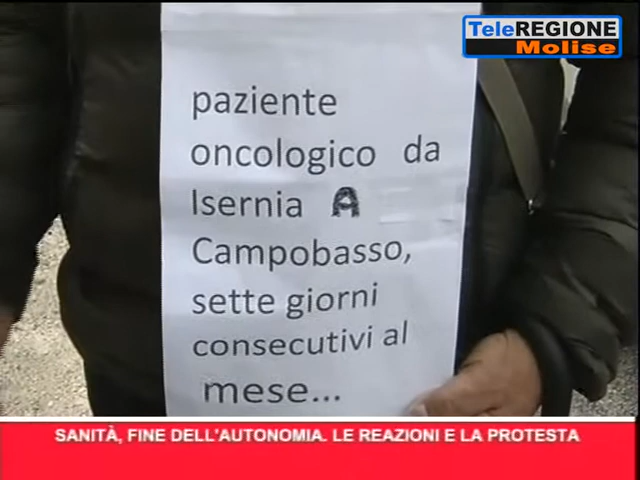 TeleREGIONE
Molise
paziente
oncologico da
Isernia A
Campobasso,
sette giorni
consecutivi al
mese...
SANITÀ, FINE DELL'AUTONOMIA. LE REAZIONI E LA PROTESTA